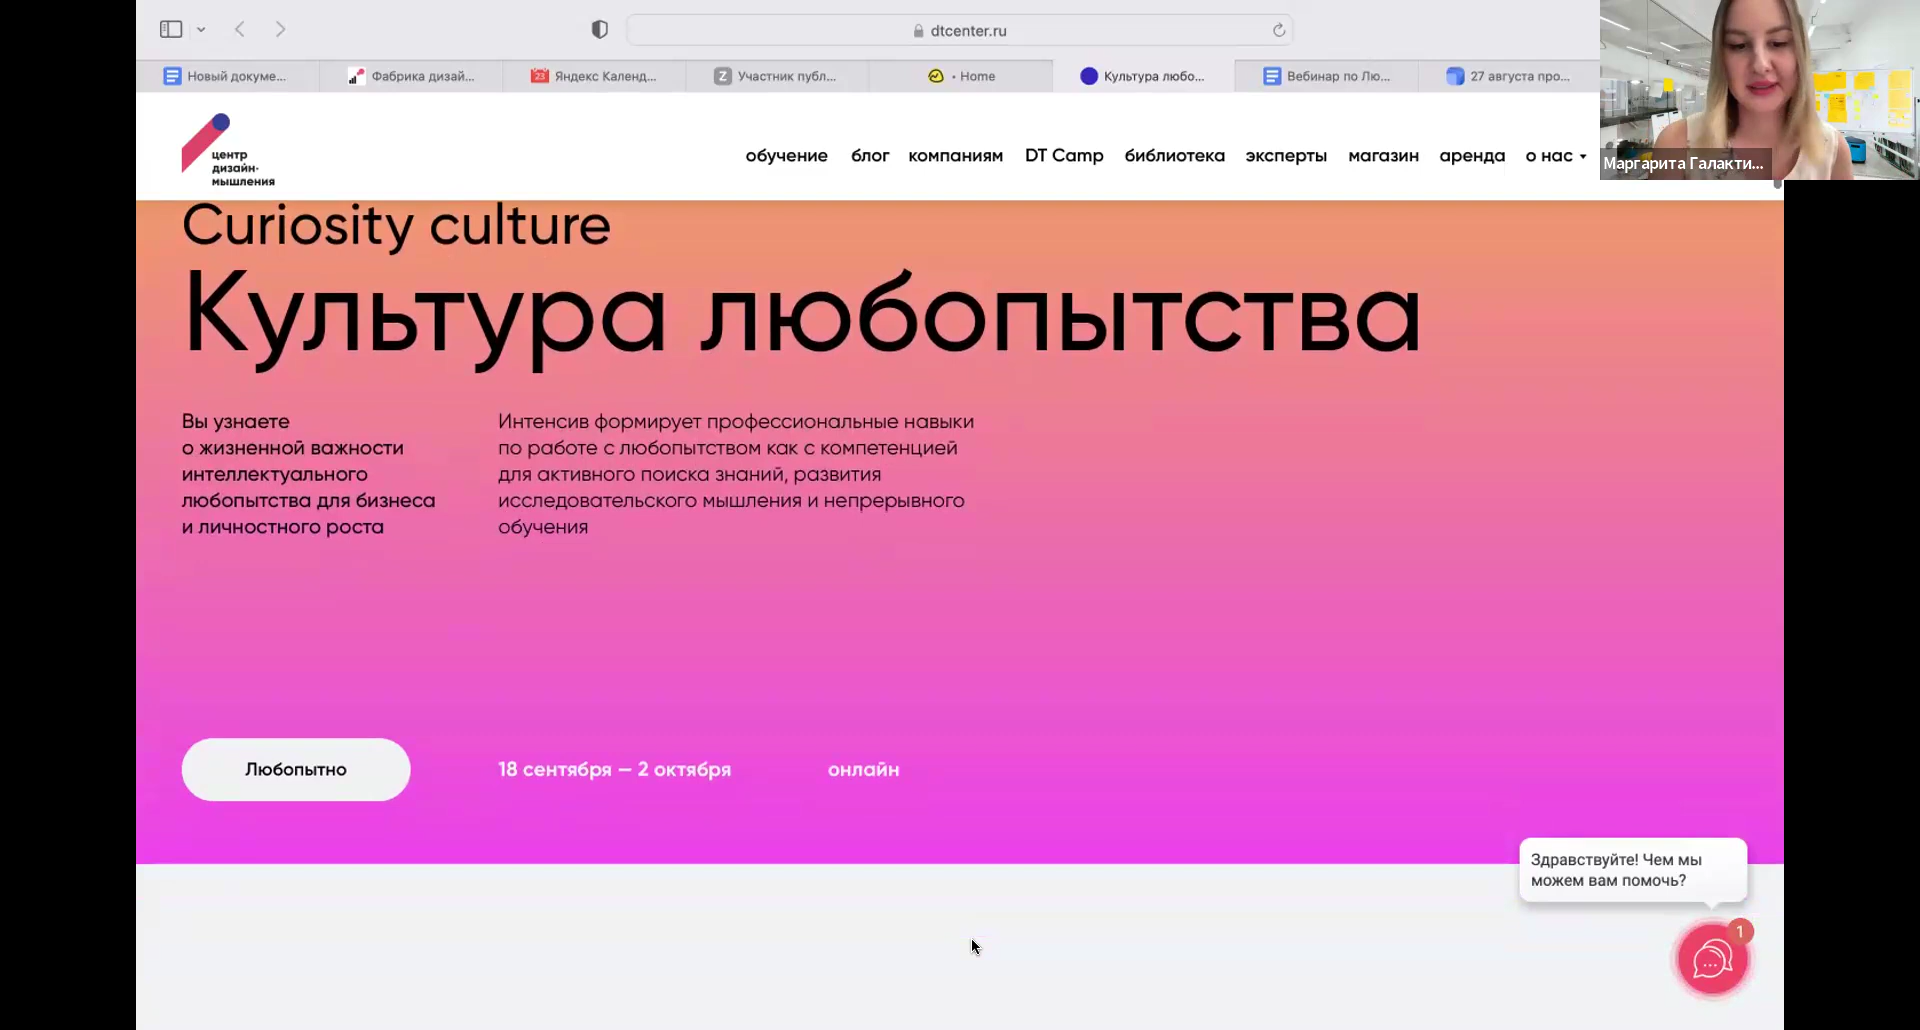 dtcenter.ru
Новый докуме...
Фабрика дизай...
23
Яндекс Календ...
Z
Участник публ...
• Home
Культура любо...
Вебинар по Лю...
27 августа про...
Маргарита Галакти...
центр
дизайн-
мышления
обучение
блог
компаниям
DT Camp
библиотека
эксперты
магазин
аренда
о нас
Curiosity culture
Культура любопытства
Вы узнаете
о жизненной важности
интеллектуального
любопытства для бизнеса
и личностного роста
Интенсив формирует профессиональные навыки
по работе с любопытством как с компетенцией
для активного поиска знаний, развития
исследовательского мышления и непрерывного
обучения
Любопытно
18 сентября — 2 октября
онлайн
Здравствуйте! Чем мы
можем вам помочь?
1